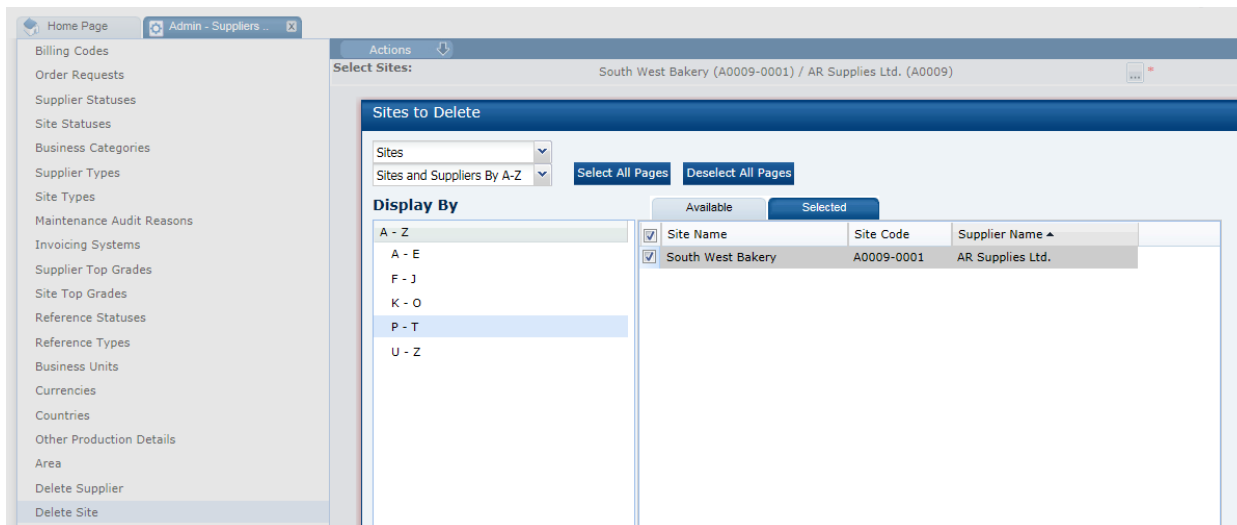 Home Page
Admin - Suppliers ..
Billing Codes
Order Requests
Supplier Statuses
Site Statuses
Business Categories
Supplier Types
Site Types
Maintenance Audit Reasons
Invoicing Systems
Supplier Top Grades
Site Top Grades
Reference Statuses
Reference Types
Business Units
Currencies
Countries
Other Production Details
Area
Delete Supplier
Delete Site
Actions
Select Sites: South West Bakery (A0009-0001) / AR Supplies Ltd. (A0009) ... *
Sites to Delete
Sites
Sites and Suppliers By A-Z Select All Pages Deselect All Pages
Display By
A - Z
A - E
F - J
K - O
P - T
U - Z
Available Selected
Site Name Site Code Supplier Name
South West Bakery A0009-0001 AR Supplies Ltd.